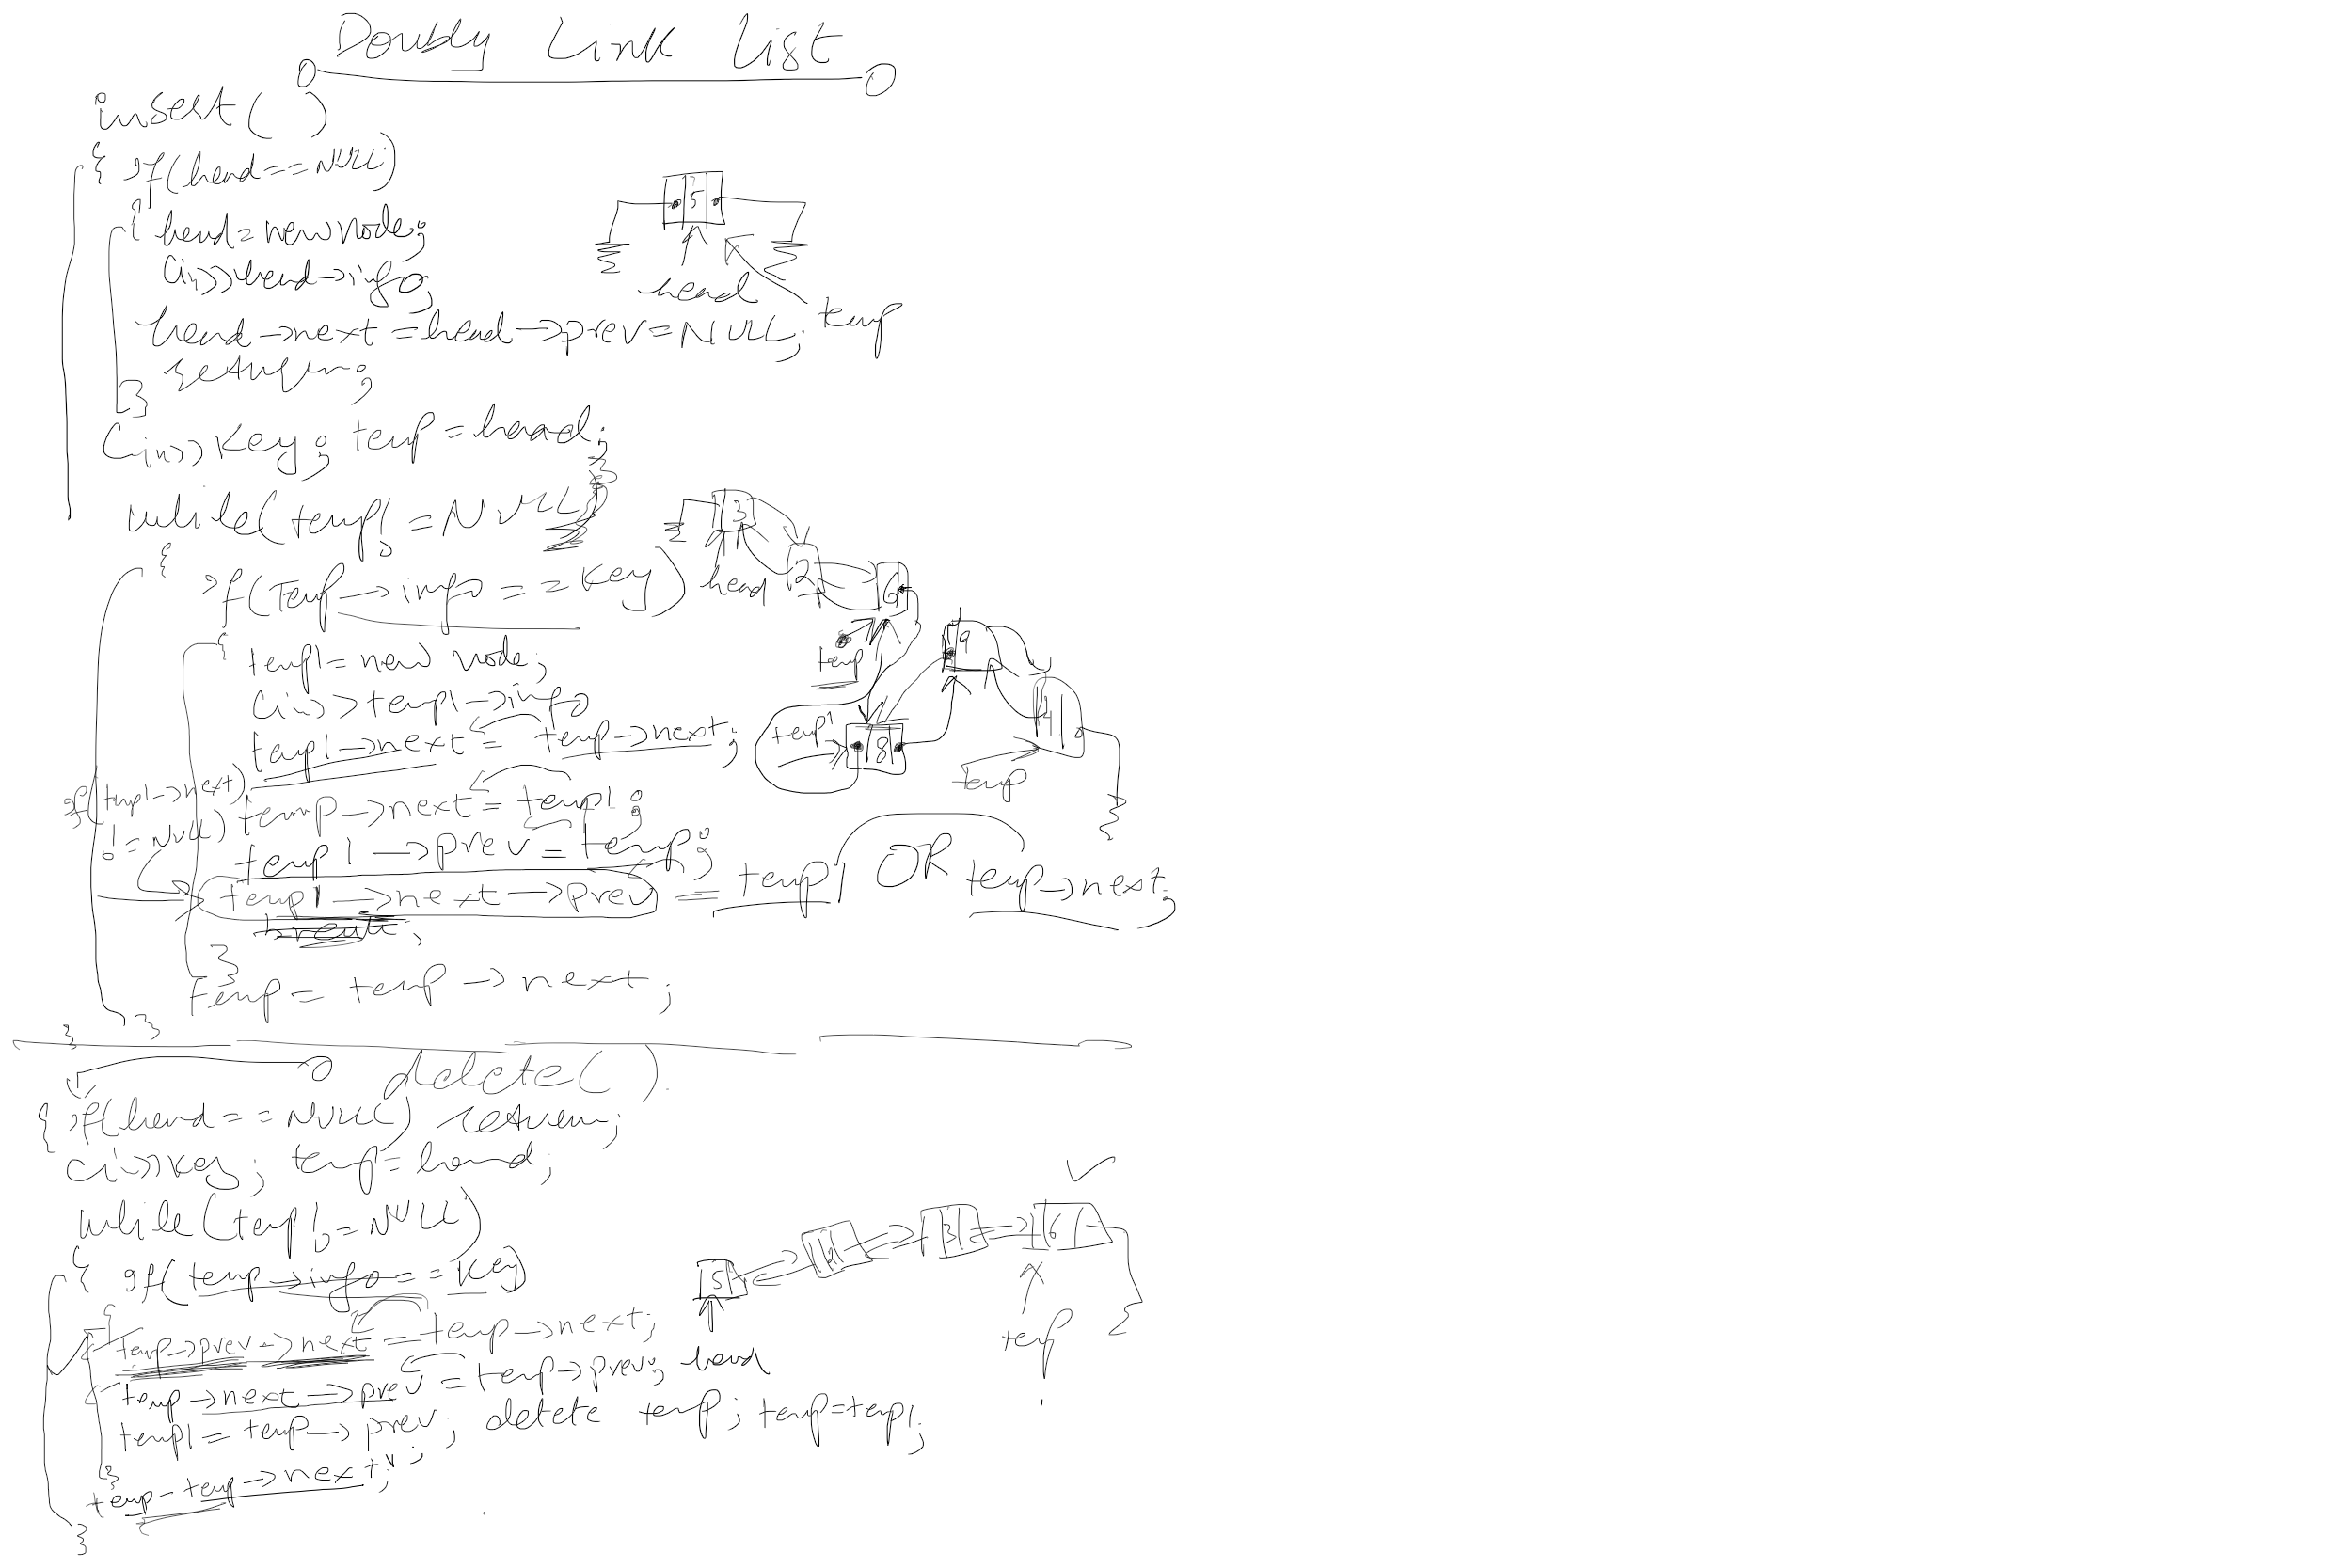 Doubly Link List
insert( )
{ if(head==NULL)
{ head=newnode;
5
cin>>head->info;
head
temp
head->next=head->prev=NULL;
return;
}
cin>>key; temp=head;
while(temp!=NULL)
3
{
if(Temp->info==key)
head
2
6
{
temp1=new node;
temp
9
cin>>temp1->info
temp1->next=temp->next;
temp1
8
4
temp
if(temp1->next
!=NULL)
temp->next=temp1;
temp1->prev=temp;
temp1->next->prev=temp1 OR temp->next;
break;
}
Temp=temp->next;
}
}
delete( )
{ if(head==NULL) return;
cin>>key; temp=head;
while(temp!=NULL)
{ if(temp->info==key)
5
2
3
6
{
temp->prev->next=temp->next;
temp
temp->next->prev=temp->prev;
head
temp1=temp->prev; delete temp; temp=temp1;
}
temp=temp->next;
}